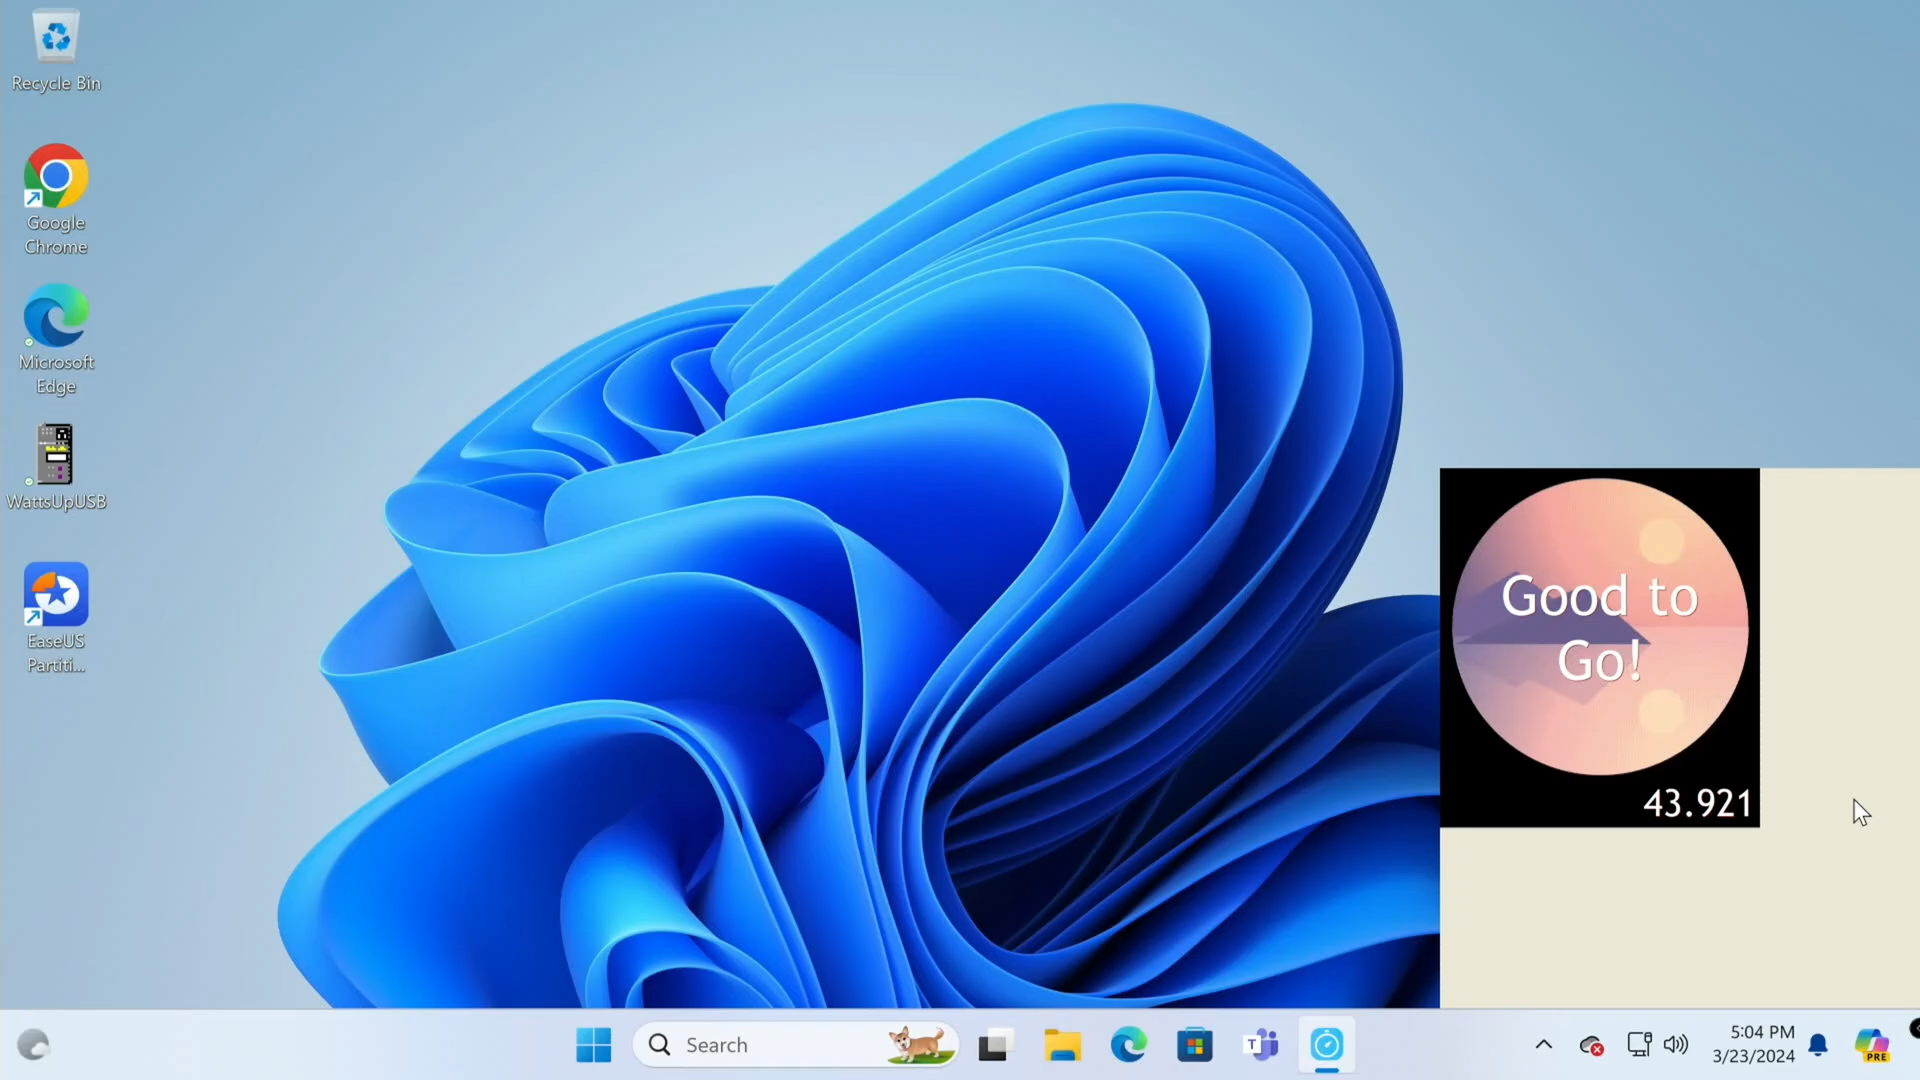 Recycle Bin
Google
Chrome
Microsoft
Edge
WattsUpUSB
EaseUS
Partiti...
Good to
Go!
43.921
Search
T
5:04 PM
3/23/2024
PRE